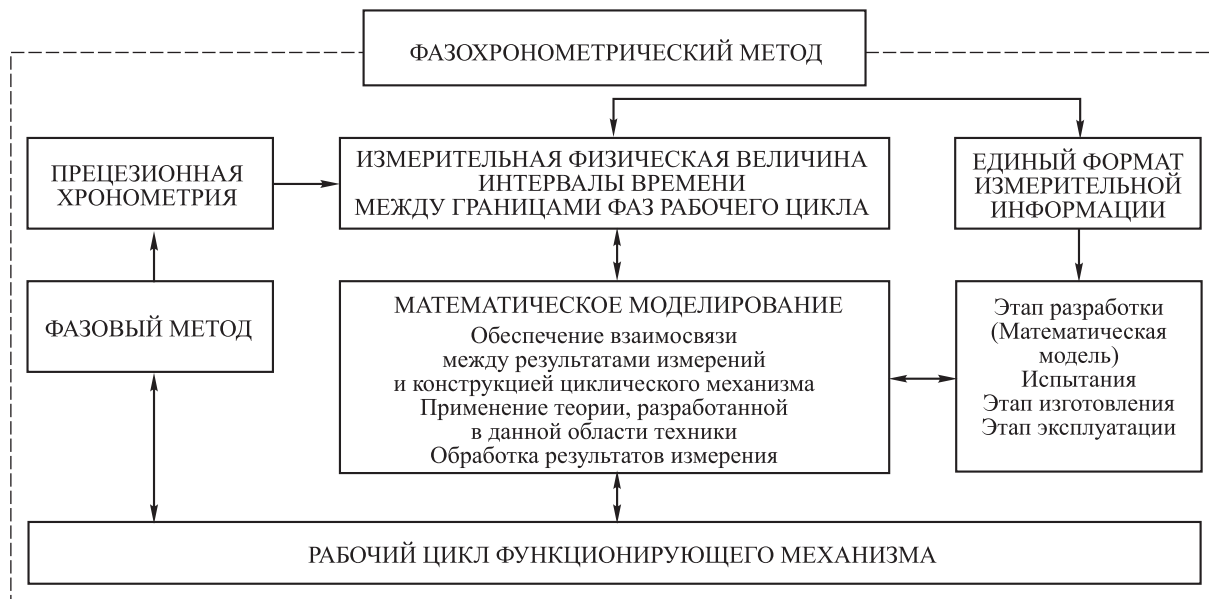 ФАЗОХРОНОМЕТРИЧЕСКИЙ МЕТОД
ПРЕЦЕЗИОННАЯ
ХРОНОМЕТРИЯ
ИЗМЕРИТЕЛЬНАЯ ФИЗИЧЕСКАЯ ВЕЛИЧИНА
ИНТЕРВАЛЫ ВРЕМЕНИ
МЕЖДУ ГРАНИЦАМИ ФАЗ РАБОЧЕГО ЦИКЛА
ЕДИНЫЙ ФОРМАТ
ИЗМЕРИТЕЛЬНОЙ
ИНФОРМАЦИИ
ФАЗОВЫЙ МЕТОД
МАТЕМАТИЧЕСКОЕ МОДЕЛИРОВАНИЕ
Обеспечение взаимосвязи
между результатами измерений
и конструкцией циклического механизма
Применение теории, разработанной
в данной области техники
Обработка результатов измерения
Этап разработки
(Математическая
модель)
Испытания
Этап изготовления
Этап эксплуатации
РАБОЧИЙ ЦИКЛ ФУНКЦИОНИРУЮЩЕГО МЕХАНИЗМА